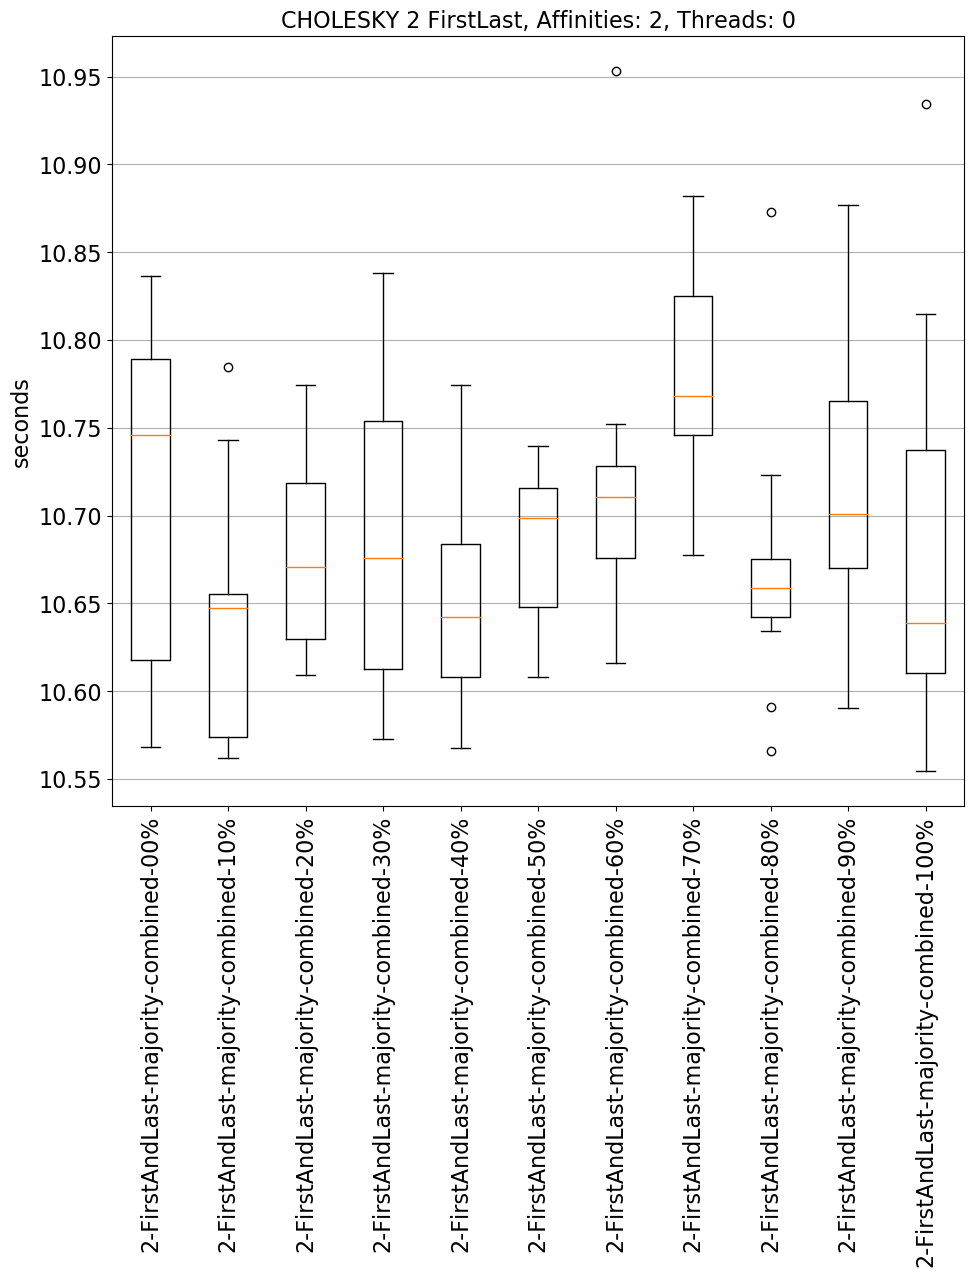 CHOLESKY 2 FirstLast, Affinities: 2, Threads: 0
seconds
10.95
10.90
10.85
10.80
10.75
10.70
10.65
10.60
10.55
2-FirstAndLast-majority-combined-00%
2-FirstAndLast-majority-combined-10%
2-FirstAndLast-majority-combined-20%
2-FirstAndLast-majority-combined-30%
2-FirstAndLast-majority-combined-40%
2-FirstAndLast-majority-combined-50%
2-FirstAndLast-majority-combined-60%
2-FirstAndLast-majority-combined-70%
2-FirstAndLast-majority-combined-80%
2-FirstAndLast-majority-combined-90%
2-FirstAndLast-majority-combined-100%